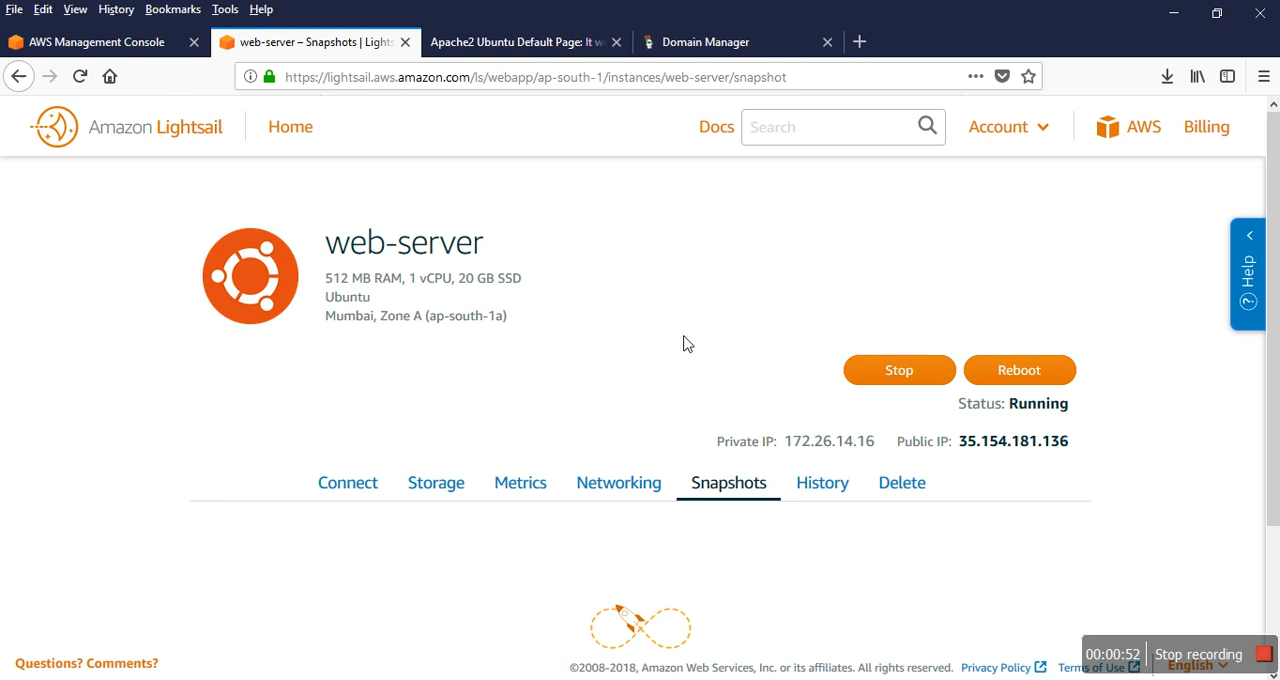 File Edit View History Bookmarks Tools Help
AWS Management Console
web-server – Snapshots | Lights
Apache2 Ubuntu Default Page: It w
Domain Manager
https://lightsail.aws.amazon.com/ls/webapp/ap-south-1/instances/web-server/snapshot
Amazon Lightsail
Home
Docs
Search
Account
AWS
Billing
web-server
512 MB RAM, 1 vCPU, 20 GB SSD
Ubuntu
Mumbai, Zone A (ap-south-1a)
? Help
Stop
Reboot
Status: Running
Private IP: 172.26.14.16 Public IP: 35.154.181.136
Connect Storage Metrics Networking Snapshots History Delete
Questions? Comments?
©2008-2018, Amazon Web Services, Inc. or its affiliates. All rights reserved. Privacy Policy Terms of Use English
00:00:52 Stop recording